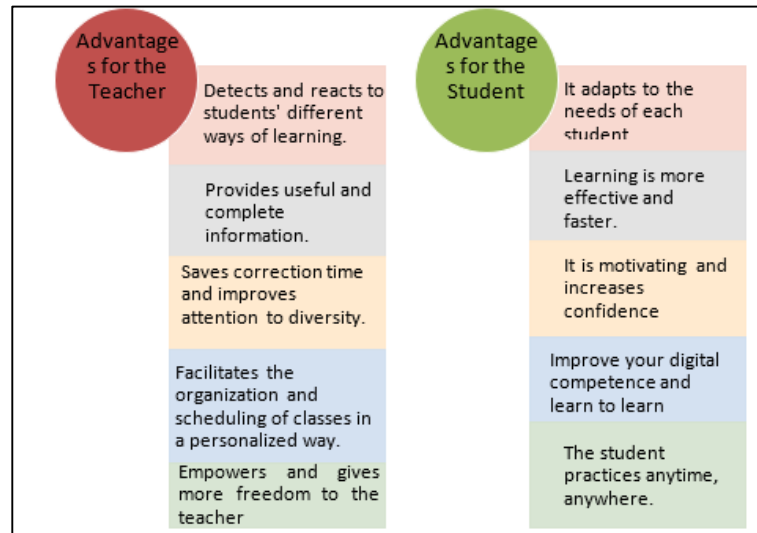 Advantage
s for the
Teacher
Detects and reacts to
students' different
ways of learning.
Provides useful and
complete
information.
Saves correction time
and improves
attention to diversity.
Facilitates the
organization and
scheduling of classes in
a personalized way.
Empowers and gives
more freedom to the
teacher
Advantage
s for the
Student
It adapts to the
needs of each
student
Learning is more
effective and
faster.
It is motivating and
increases
confidence
Improve your digital
competence and
learn to learn
The student
practices anytime,
anywhere.